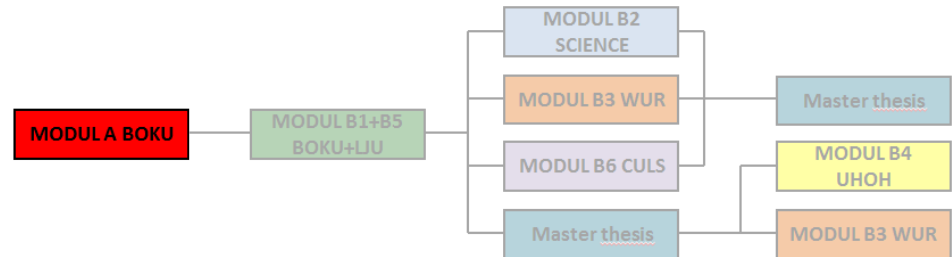 MODUL A BOKU
MODUL B1+B5
BOKU+LJU
MODUL B2
SCIENCE
MODUL B3 WUR
MODUL B6 CULS
Master thesis
Master thesis
MODUL B4
UHOH
MODUL B3 WUR